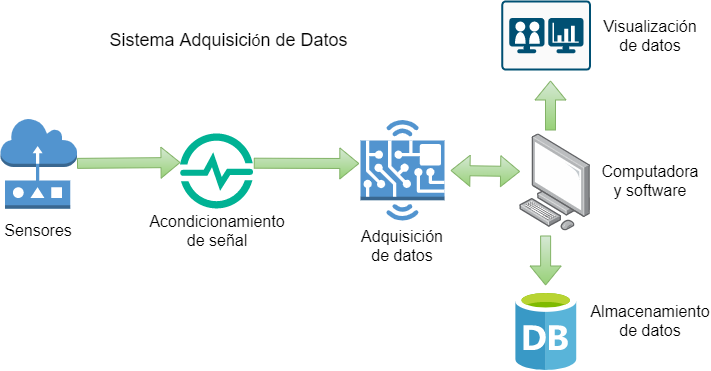 Sistema Adquisición de Datos
Visualización
de datos
Sensores
Acondicionamiento
de señal
Adquisición
de datos
Computadora
y software
DB
Almacenamiento
de datos